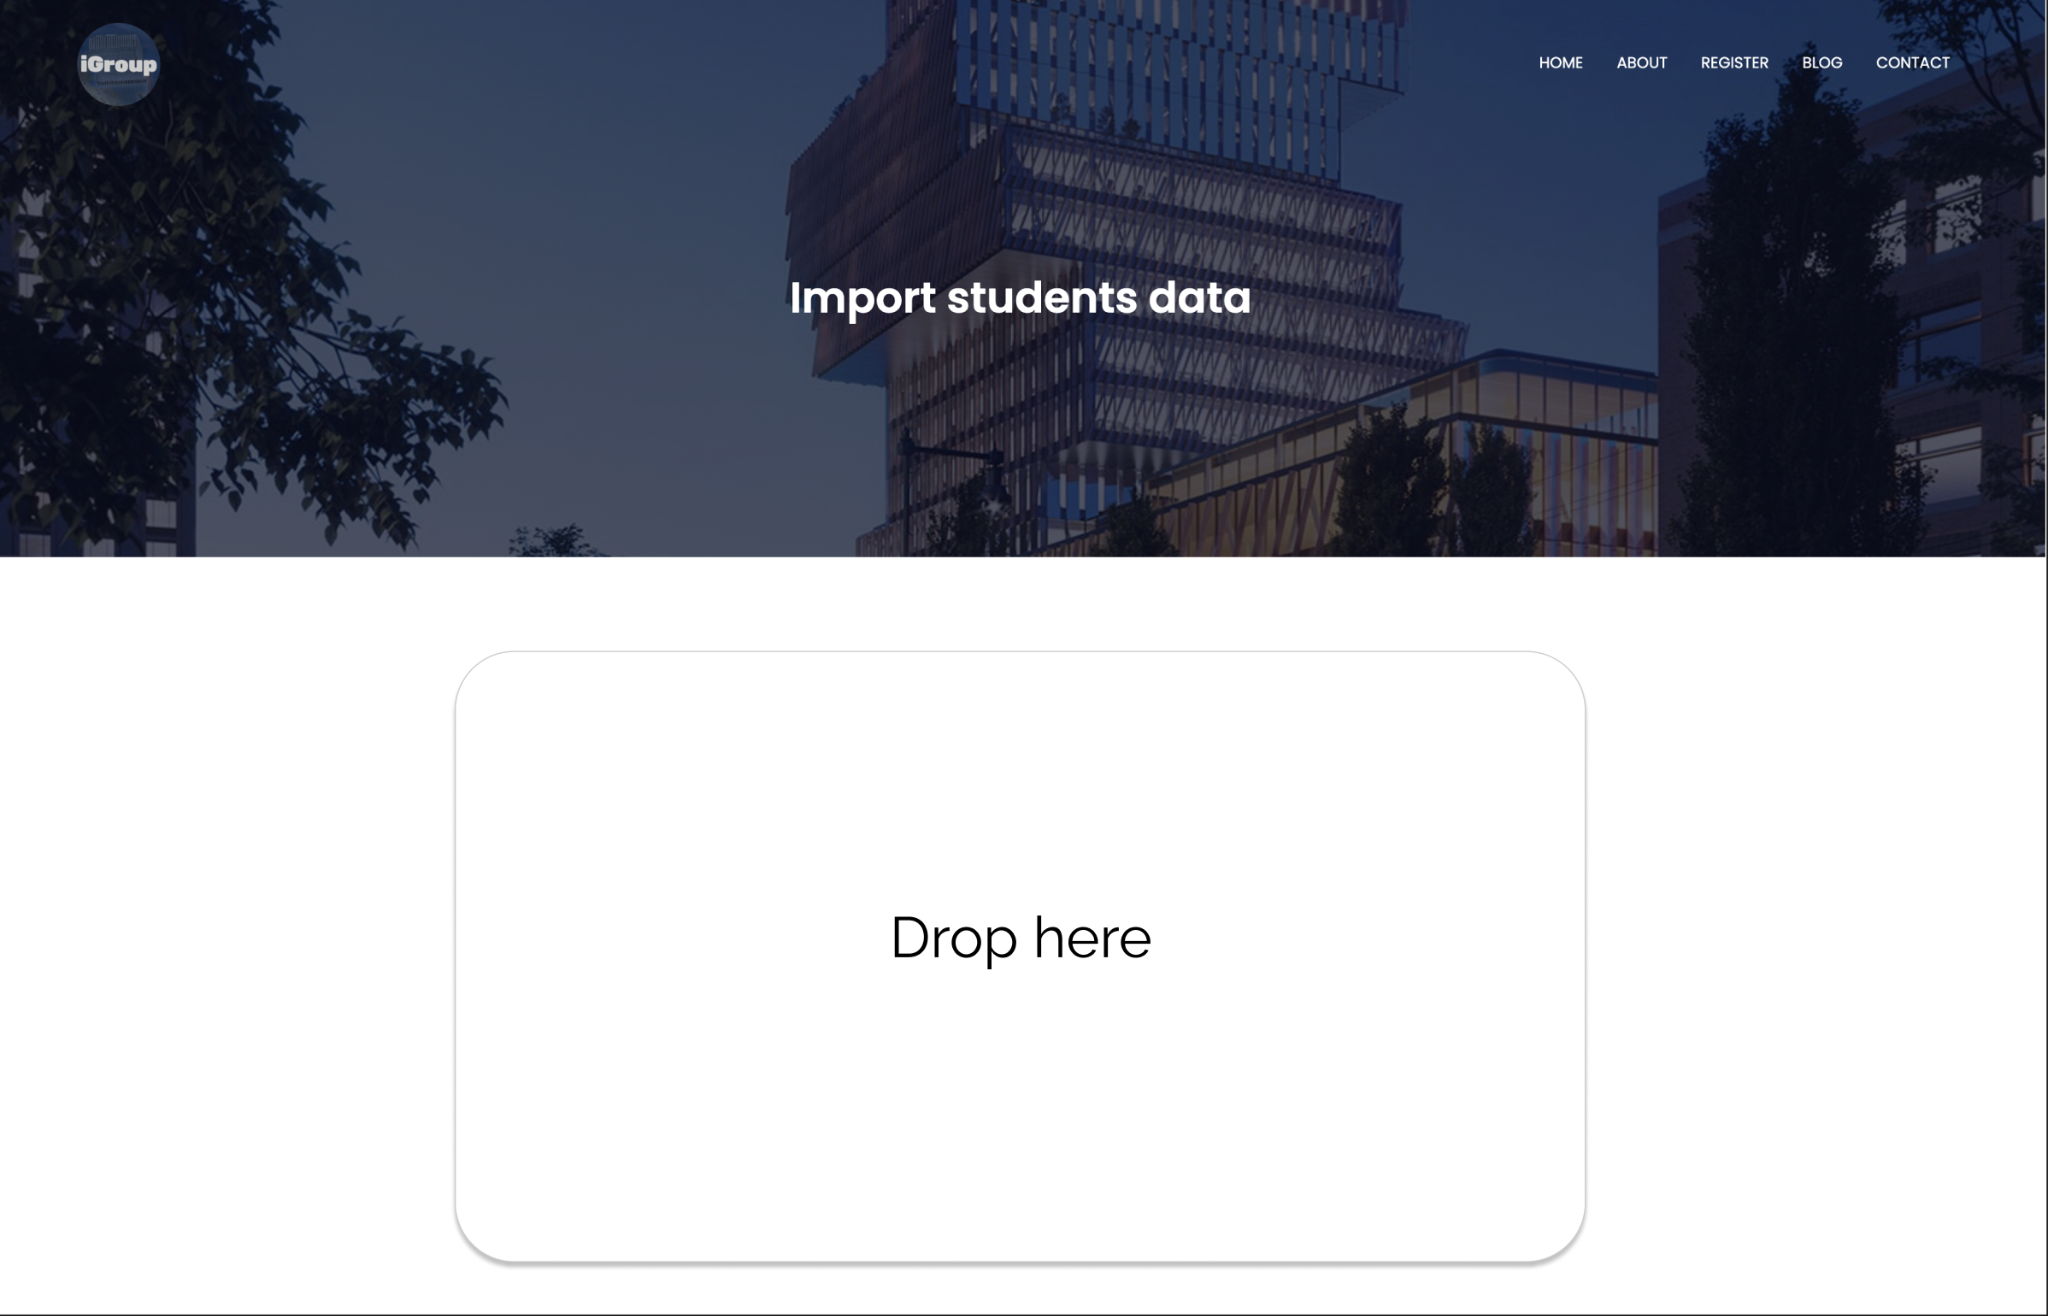 iGroup
HOME ABOUT REGISTER BLOG CONTACT
Import students data
Drop here